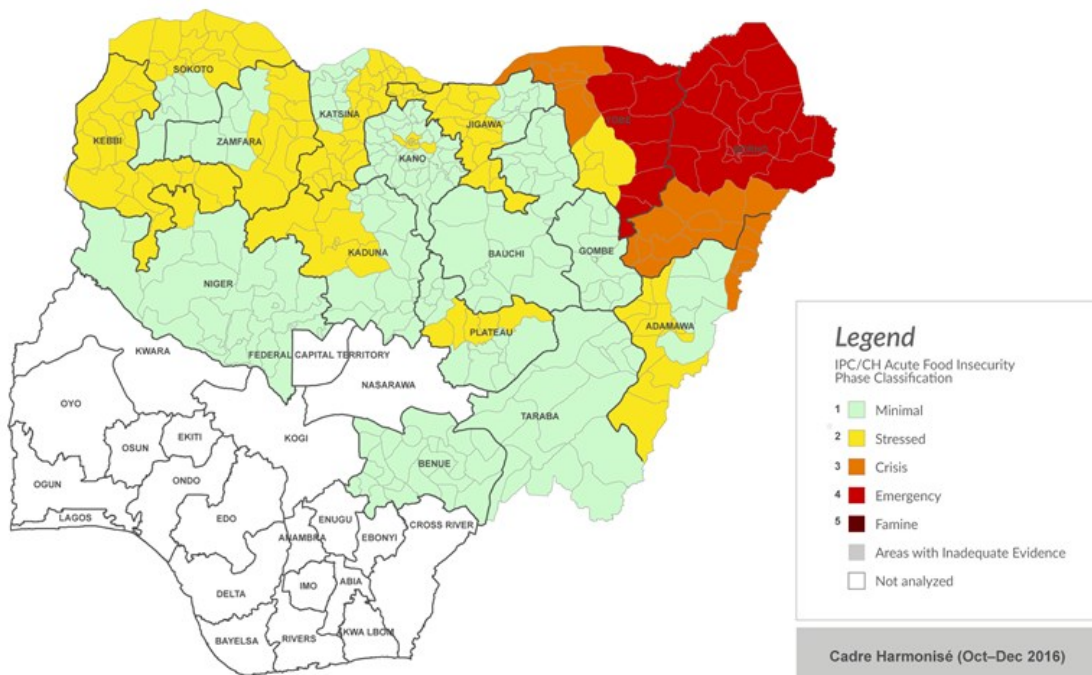 SOKOTO
KATSINA
KEBBI
ZAMFARA
JIGAWA
KANO
KADUNA
BAUCHI
GOMBE
NIGER
PLATEAU
ADAMAWA
KWARA
FEDERAL CAPITAL TERRITORY
NASARAWA
OYO
TARABA
OSUN
EKITI
KOGI
BENUE
OGUN
ONDO
LAGOS
EDO
ENUGU
CROSS RIVER
ANAMBRA
EBONYI
DELTA
IMO
ABIA
BAYELSA
RIVERS
AKWA LBOM
Legend
IPC/CH Acute Food Insecurity
Phase Classification
1 Minimal
2 Stressed
3 Crisis
4 Emergency
5 Famine
Areas with Inadequate Evidence
Not analyzed
Cadre Harmonisé (Oct–Dec 2016)